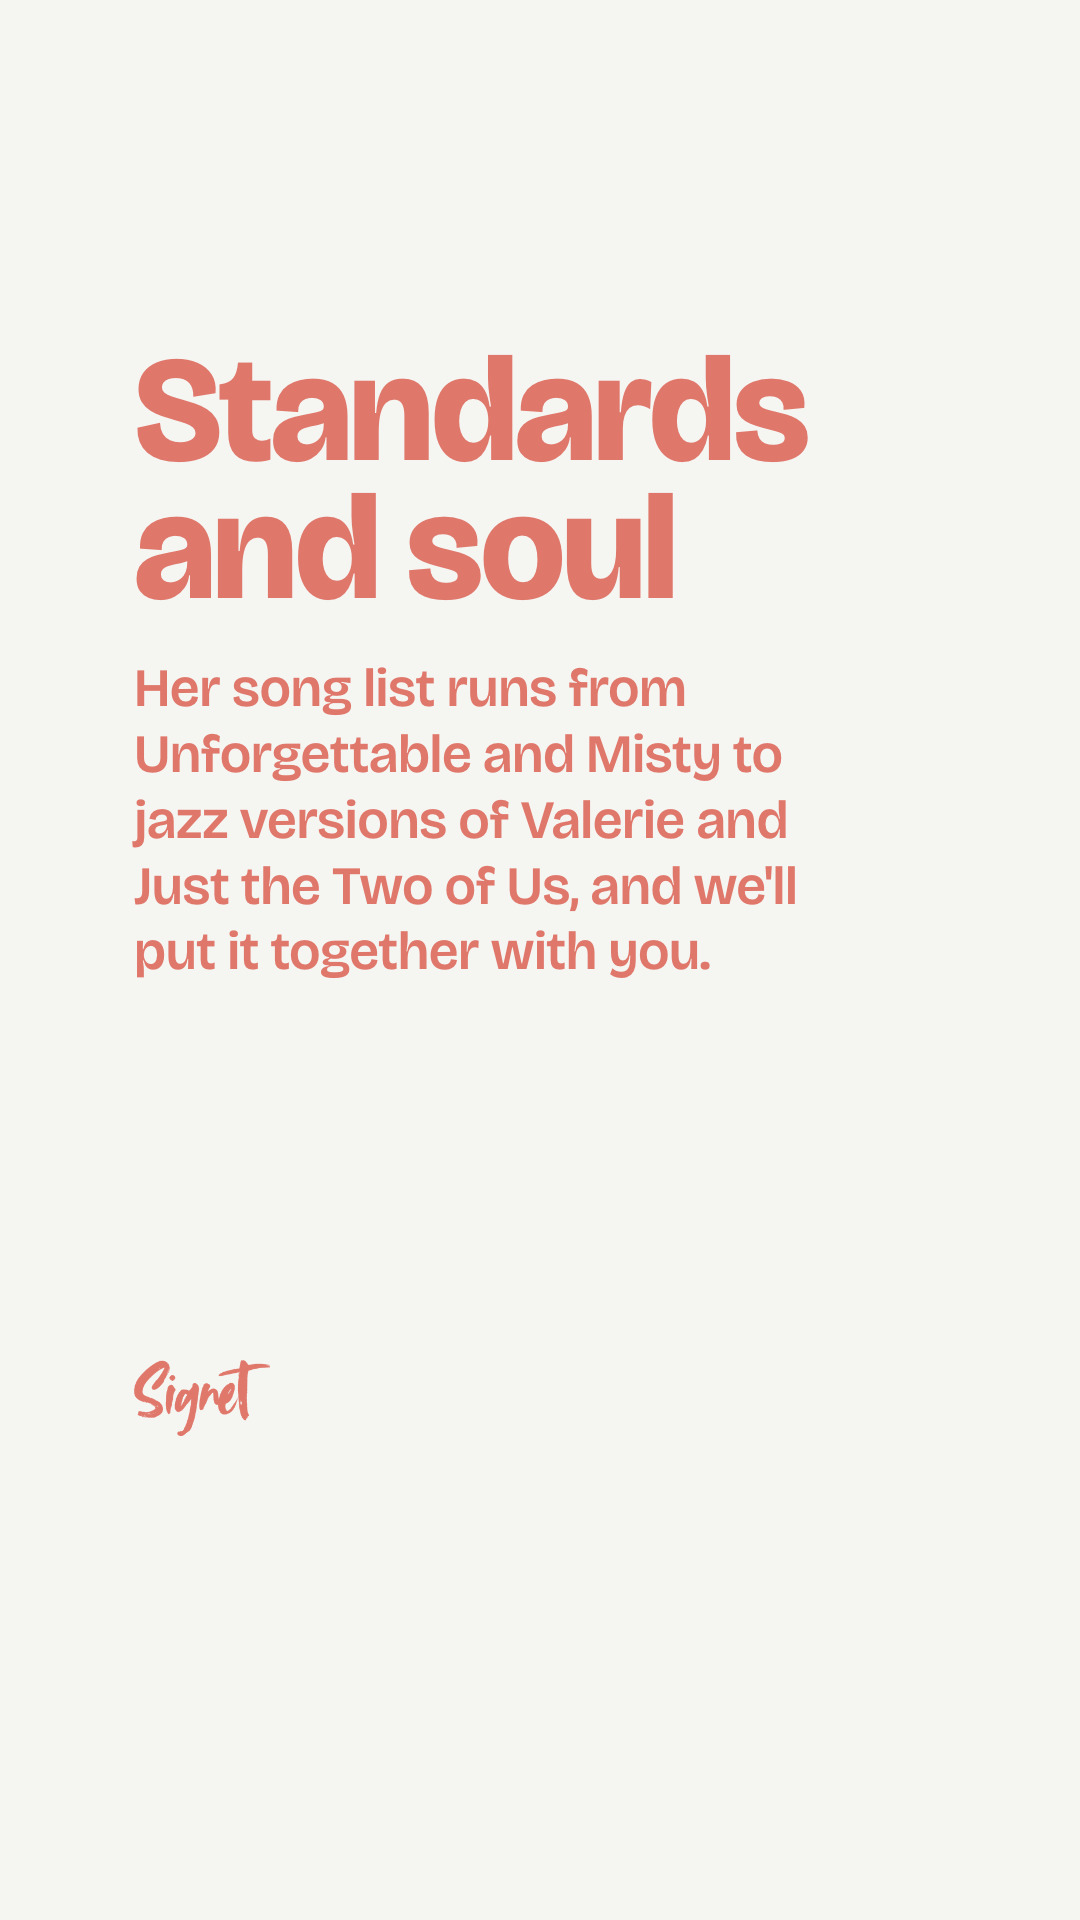 Standards
and soul
Her song list runs from
Unforgettable and Misty to
jazz versions of Valerie and
Just the Two of Us, and we'll
put it together with you.
Signet